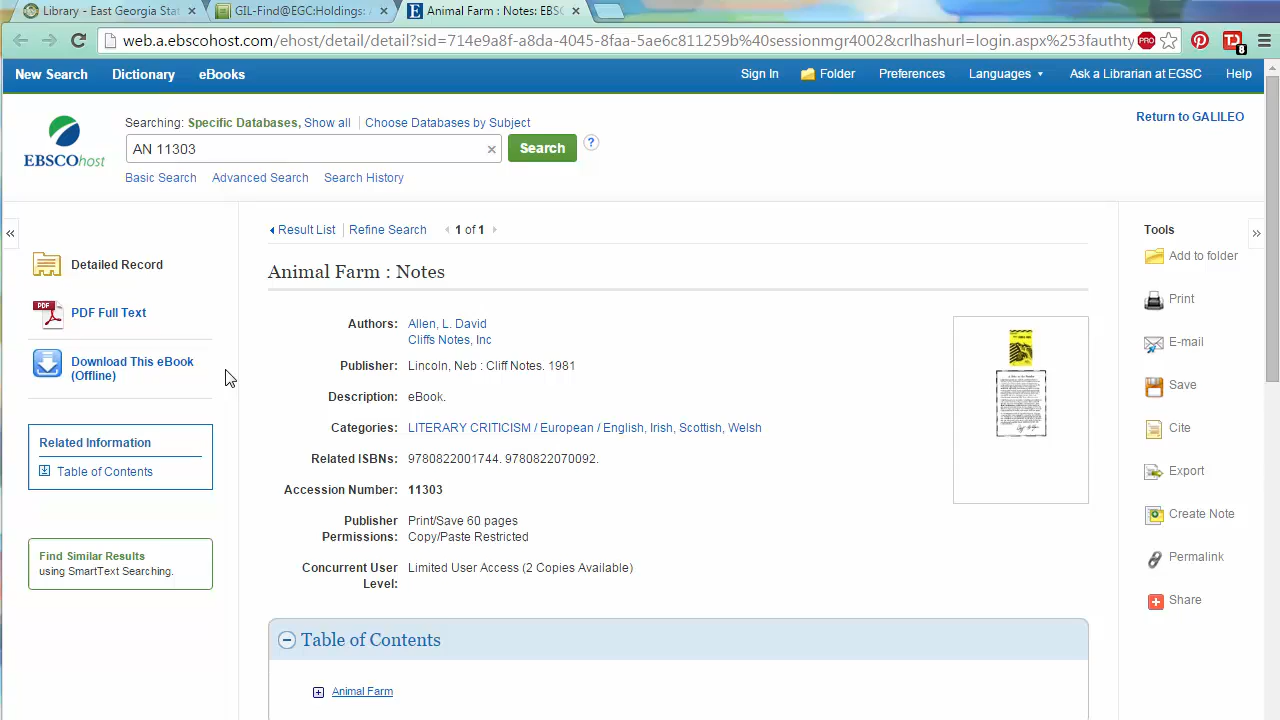 Library - East Georgia Stat
GIL-Find@EGC:Holdings:
Animal Farm : Notes: EBSC
web.a.ebscohost.com/ehost/detail/detail?sid=714e9a8f-a8da-4045-8faa-5ae6c811259b%40sessionmgr4002&crlhashurl=login.aspx%253fauthty
PRO
8
New Search Dictionary eBooks Sign In Folder Preferences Languages Ask a Librarian at EGSC Help
Return to GALILEO
EBSCOhost
Searching: Specific Databases, Show all Choose Databases by Subject
AN 11303
Search
?
Basic Search Advanced Search Search History
«
Detailed Record
PDF
PDF Full Text
Download This eBook
(Offline)
Related Information
Table of Contents
Find Similar Results
using SmartText Searching.
Result List Refine Search 1 of 1
Animal Farm : Notes
Authors: Allen, L. David
Cliffs Notes, Inc
Publisher: Lincoln, Neb : Cliff Notes. 1981
Description: eBook.
Categories: LITERARY CRITICISM / European / English, Irish, Scottish, Welsh
Related ISBNs: 9780822001744. 9780822070092.
Accession Number: 11303
Publisher Permissions: Print/Save 60 pages
Copy/Paste Restricted
Concurrent User Level: Limited User Access (2 Copies Available)
Table of Contents
Animal Farm
Tools
»
Add to folder
Print
E-mail
Save
Cite
Export
Create Note
Permalink
Share